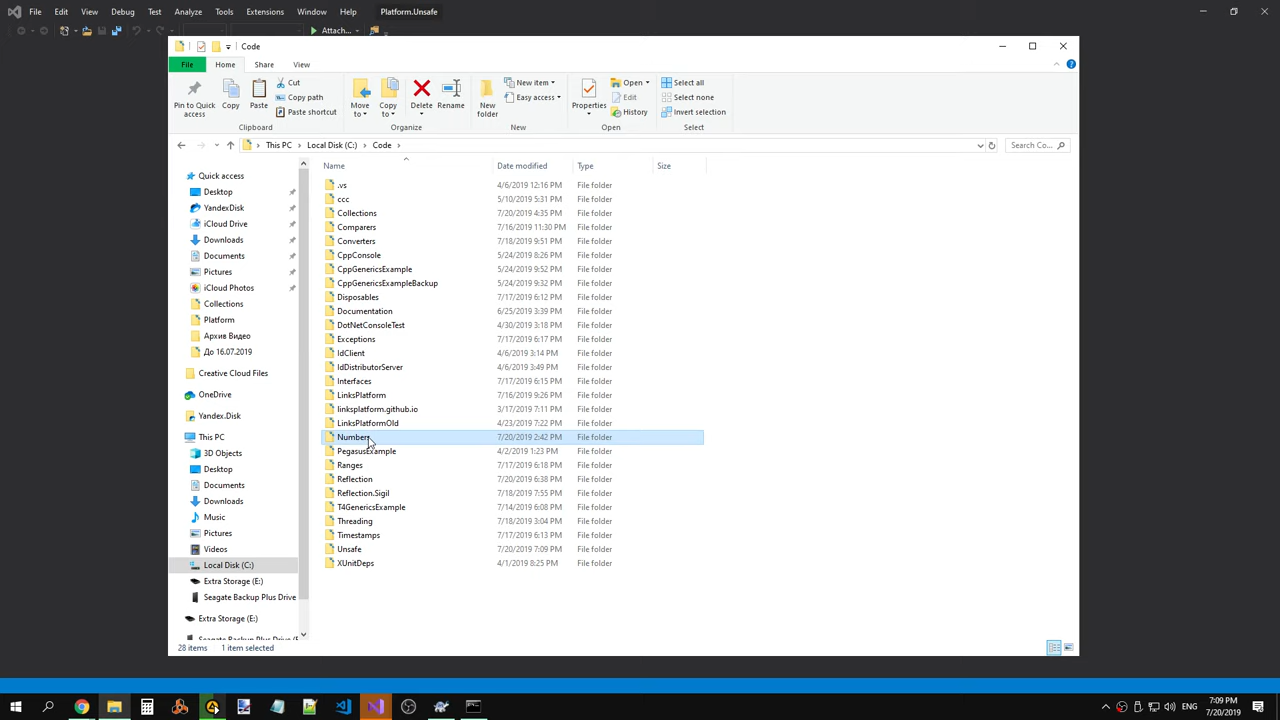 File Edit View Debug Test Analyze Tools Extensions Window Help Platform.Unsafe
Attach...
Code
File Home Share View
Pin to Quick access
Copy
Paste
Cut
Copy path
Paste shortcut
Move to
Copy to
Delete
Rename
New folder
New item
Easy access
Properties
Open
Edit
History
Select all
Select none
Invert selection
Clipboard Organize New Open Select
This PC Local Disk (C:) Code
Search Co...
Name Date modified Type Size
Quick access
Desktop
YandexDisk
iCloud Drive
Downloads
Documents
Pictures
iCloud Photos
Collections
Platform
Архив Видео
До 16.07.2019
Creative Cloud Files
OneDrive
Yandex.Disk
This PC
3D Objects
Desktop
Documents
Downloads
Music
Pictures
Videos
Local Disk (C:)
Extra Storage (E:)
Seagate Backup Plus Drive
Extra Storage (E:)
Seagate Backup Plus Drive (F
.vs 4/6/2019 12:16 PM File folder
ccc 5/10/2019 5:31 PM File folder
Collections 7/20/2019 4:35 PM File folder
Comparers 7/16/2019 11:30 PM File folder
Converters 7/18/2019 9:51 PM File folder
CppConsole 5/24/2019 8:26 PM File folder
CppGenericsExample 5/24/2019 9:52 PM File folder
CppGenericsExampleBackup 5/24/2019 9:32 PM File folder
Disposables 7/17/2019 6:12 PM File folder
Documentation 6/25/2019 3:39 PM File folder
DotNetConsoleTest 4/30/2019 3:18 PM File folder
Exceptions 7/17/2019 6:17 PM File folder
IdClient 4/6/2019 3:14 PM File folder
IdDistributorServer 4/6/2019 3:49 PM File folder
Interfaces 7/17/2019 6:15 PM File folder
LinksPlatform 7/16/2019 9:26 PM File folder
linksplatform.github.io 3/17/2019 7:11 PM File folder
LinksPlatformOld 4/23/2019 7:22 PM File folder
Numbers 7/20/2019 2:42 PM File folder
PegasusExample 4/2/2019 1:23 PM File folder
Ranges 7/17/2019 6:18 PM File folder
Reflection 7/20/2019 6:38 PM File folder
Reflection.Sigil 7/18/2019 7:55 PM File folder
T4GenericsExample 7/14/2019 6:08 PM File folder
Threading 7/18/2019 3:04 PM File folder
Timestamps 7/17/2019 6:13 PM File folder
Unsafe 7/20/2019 7:09 PM File folder
XUnitDeps 4/1/2019 8:25 PM File folder
28 items 1 item selected
ENG
7:09 PM
7/20/2019